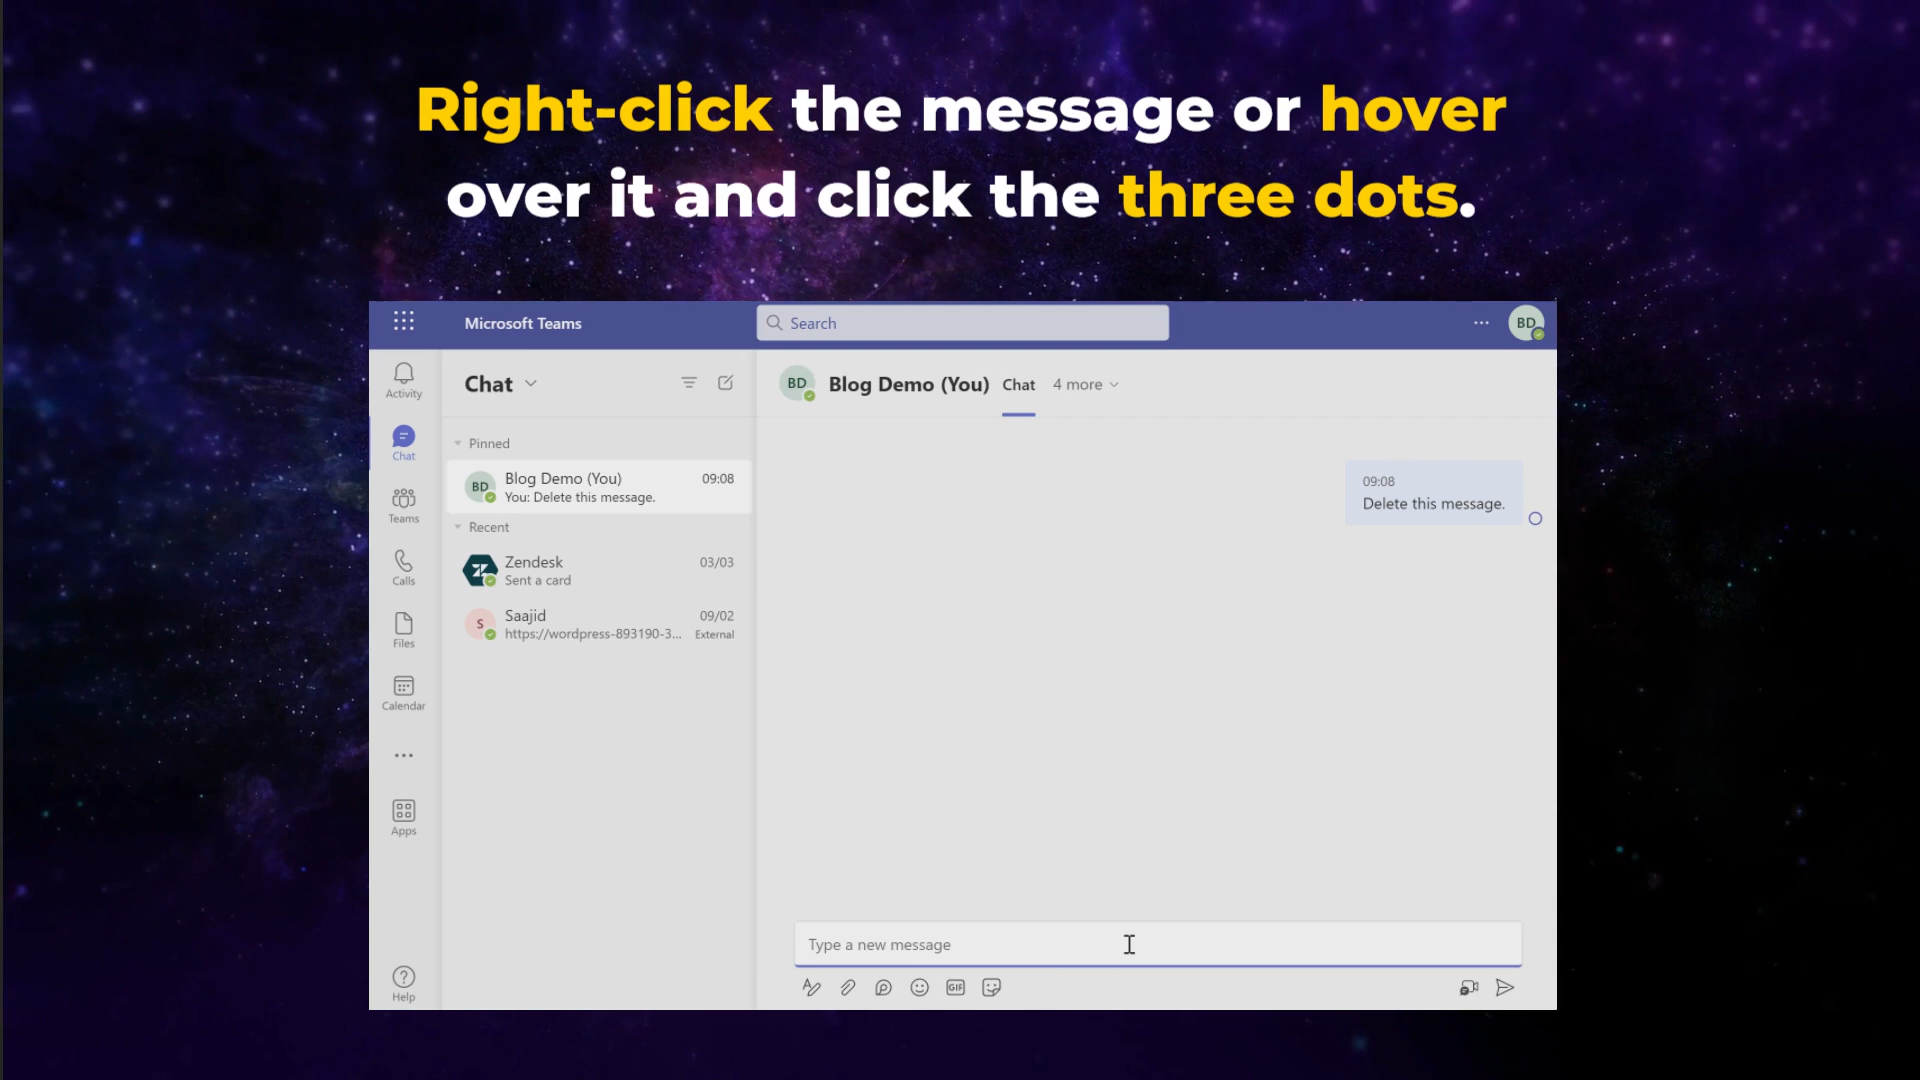 Right-click the message or hover
over it and click the three dots.
Microsoft Teams
Search
BD
Activity
Chat
Teams
Calls
Files
Calendar
Apps
Help
Chat
Pinned
BD
Blog Demo (You)
09:08
You: Delete this message.
Recent
Zendesk
03/03
Sent a card
S
Saajid
09/02
https://wordpress-893190-3...
External
BD
Blog Demo (You)
Chat
4 more
09:08
Delete this message.
Type a new message
GIF